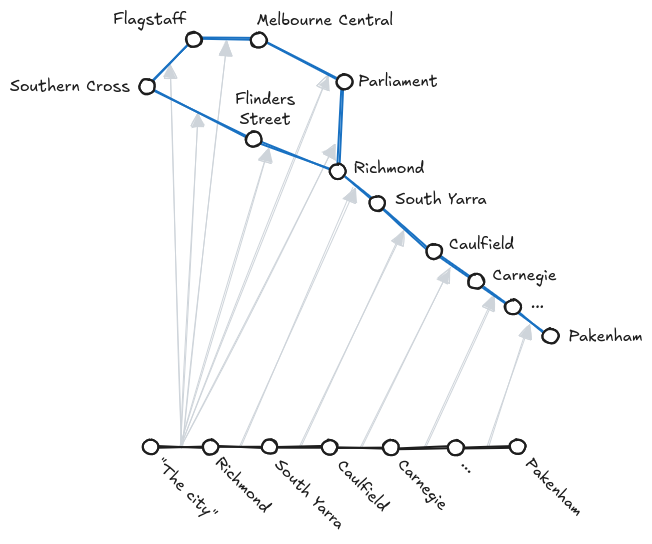 Flagstaff
Melbourne Central
Southern Cross
Parliament
Flinders
Street
Richmond
South Yarra
Caulfield
Carnegie
...
Pakenham
"The city"
Richmond
South Yarra
Caulfield
Carnegie
...
Pakenham